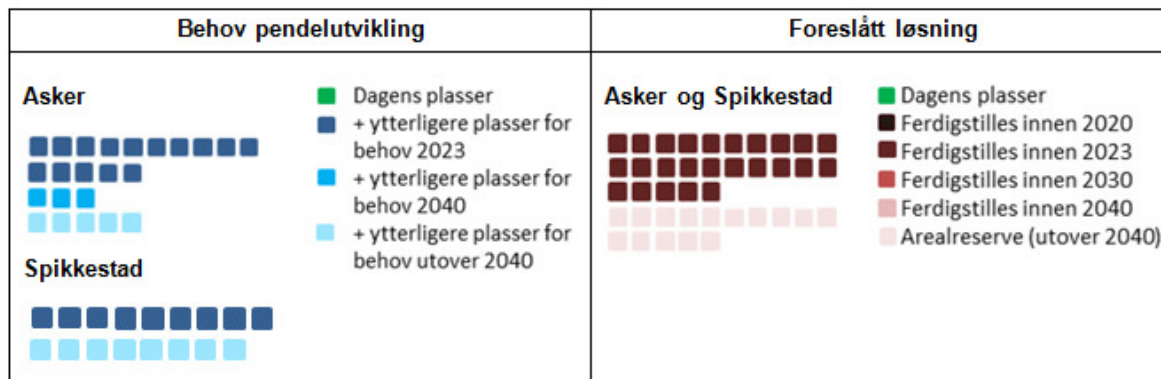 Behov pendelutvikling
Asker
Dagens plasser
+ ytterligere plasser for
behov 2023
+ ytterligere plasser for
behov 2040
+ ytterligere plasser for
behov utover 2040
Spikkestad
Foreslått løsning
Asker og Spikkestad
Dagens plasser
Ferdigstilles innen 2020
Ferdigstilles innen 2023
Ferdigstilles innen 2030
Ferdigstilles innen 2040
Arealreserve (utover 2040)